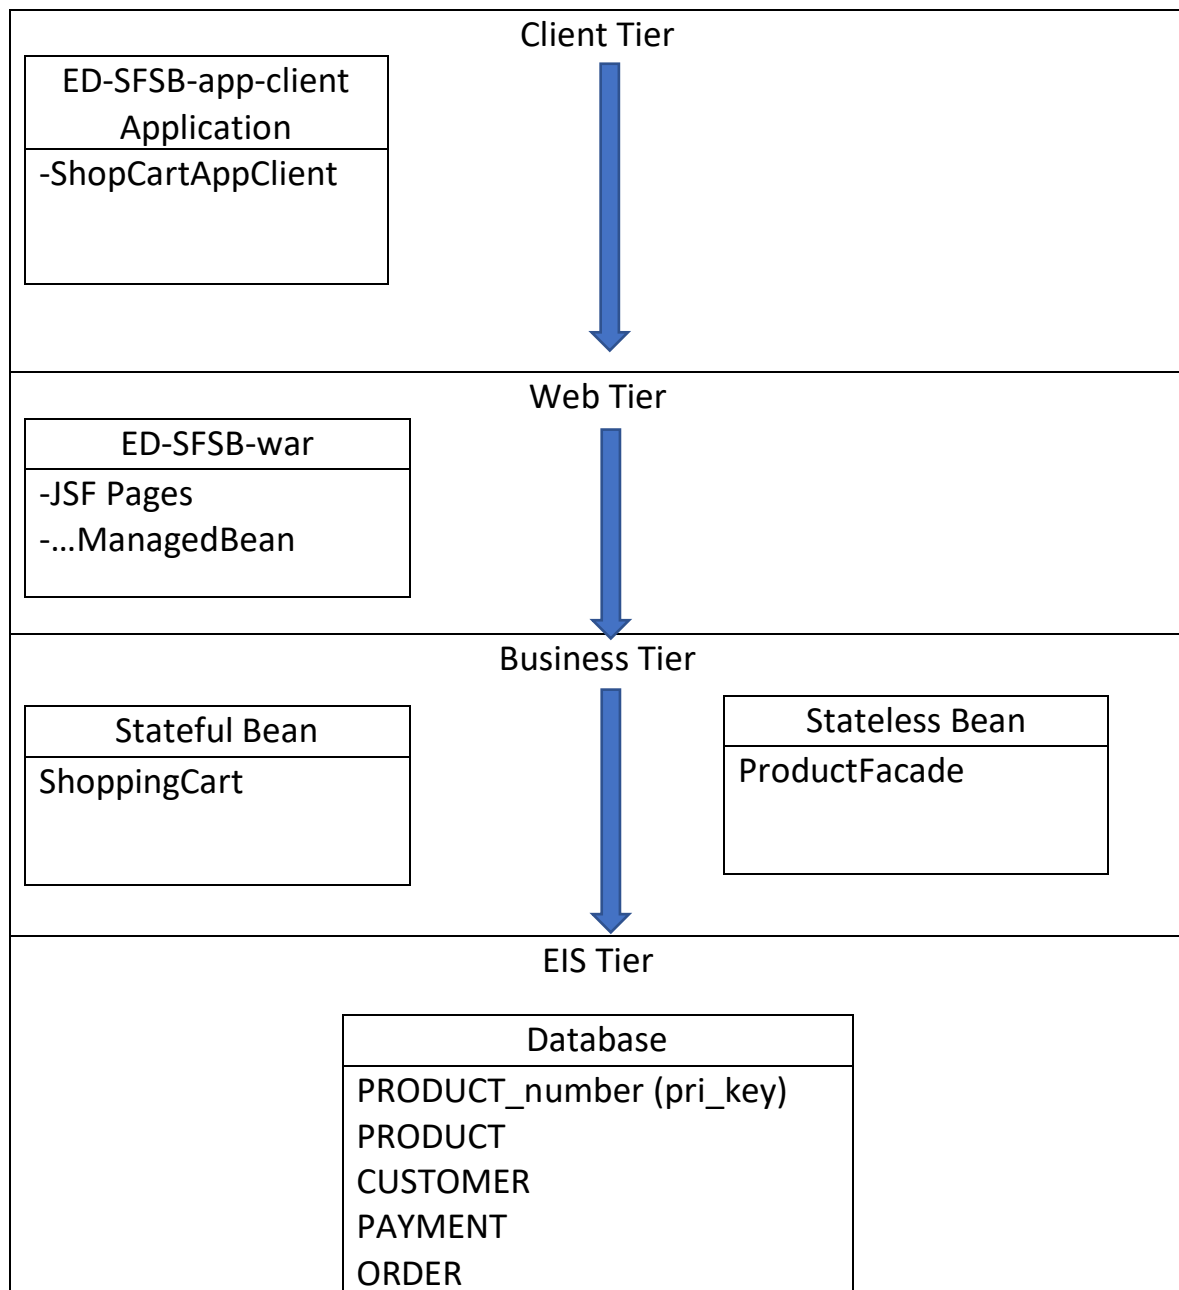 Client Tier
ED-SFSB-app-client
Application
-ShopCartAppClient
Web Tier
ED-SFSB-war
-JSF Pages
-...ManagedBean
Business Tier
Stateful Bean
ShoppingCart
Stateless Bean
ProductFacade
EIS Tier
Database
PRODUCT_number (pri_key)
PRODUCT
CUSTOMER
PAYMENT
ORDER